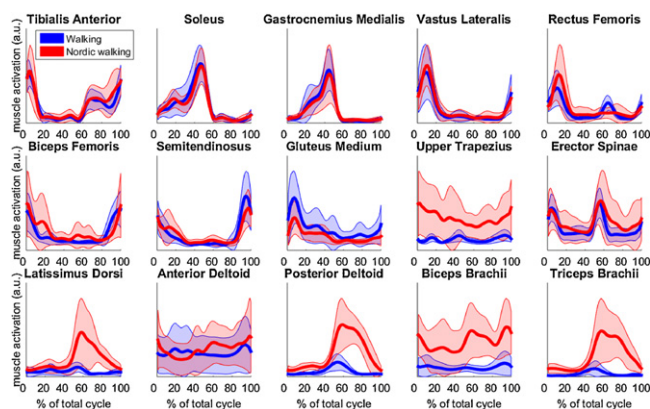 Tibialis Anterior Soleus Gastrocnemius Medialis Vastus Lateralis Rectus Femoris
Walking
Nordic walking
muscle activation (a.u.)
0 20 40 60 80 100 0 20 40 60 80 100 0 20 40 60 80 100 0 20 40 60 80 100 0 20 40 60 80 100
Biceps Femoris Semitendinosus Gluteus Medium Upper Trapezius Erector Spinae
muscle activation (a.u.)
0 20 40 60 80 100 0 20 40 60 80 100 0 20 40 60 80 100 0 20 40 60 80 100 0 20 40 60 80 100
Latissimus Dorsi Anterior Deltoid Posterior Deltoid Biceps Brachii Triceps Brachii
muscle activation (a.u.)
0 20 40 60 80 100 0 20 40 60 80 100 0 20 40 60 80 100 0 20 40 60 80 100 0 20 40 60 80 100
% of total cycle % of total cycle % of total cycle % of total cycle % of total cycle